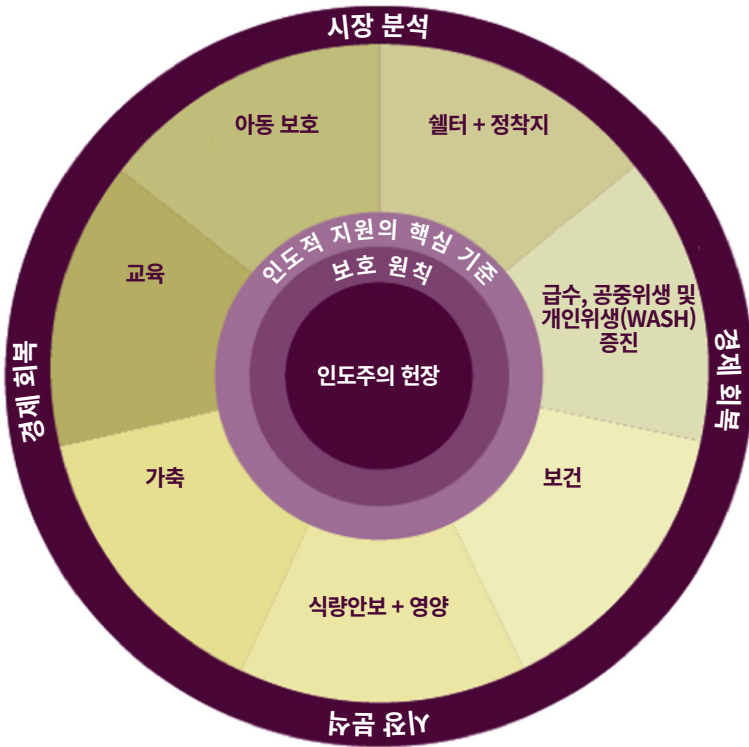 시장 분석
아동 보호
쉘터 + 정착지
인도적 지원의 핵심 기준
보호 원칙
교육
급수, 공중위생 및
개인위생(WASH)
증진
경제 회복
경제 회복
인도주의 헌장
가축
보건
식량안보 + 영양
시장 분석